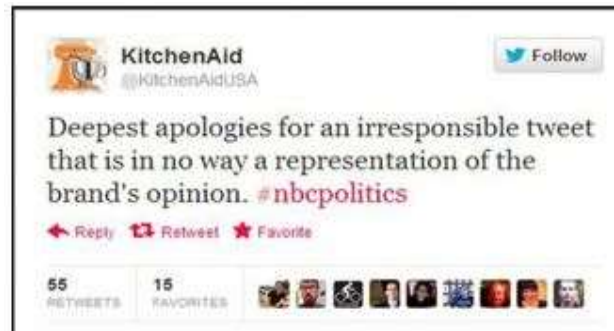 KitchenAid
Follow
@KitchenAidUSA
Deepest apologies for an irresponsible tweet
that is in no way a representation of the
brand's opinion. #nbcpolitics
Reply Retweet Favorite
55 15
RETWEETS FAVORITES